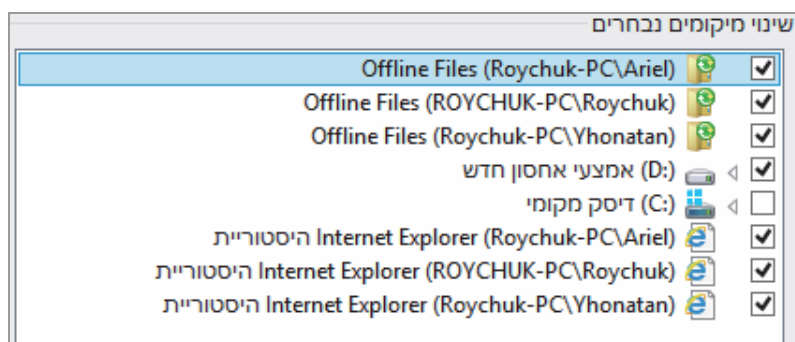 שינוי מיקומים נבחרים
Offline Files (Roychuk-PC\Ariel)
Offline Files (ROYCHUK-PC\Roychuk)
Offline Files (Roychuk-PC\Yhonatan)
אמצעי אחסון חדש (D:)
דיסק מקומי (C:)
היסטוריית Internet Explorer (Roychuk-PC\Ariel)
היסטוריית Internet Explorer (ROYCHUK-PC\Roychuk)
היסטוריית Internet Explorer (Roychuk-PC\Yhonatan)